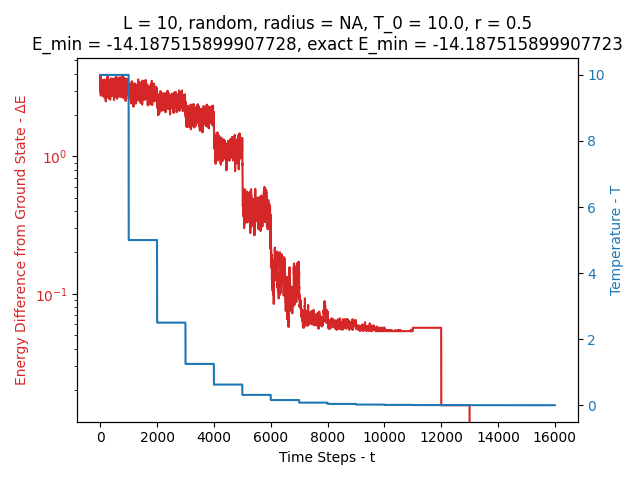 L = 10, random, radius = NA, T_0 = 10.0, r = 0.5
E_min = -14.187515899907728, exact E_min = -14.187515899907723
Energy Difference from Ground State - ΔE
10⁰
10⁻¹
10
8
6
4
2
0
Temperature - T
0 2000 4000 6000 8000 10000 12000 14000 16000
Time Steps - t